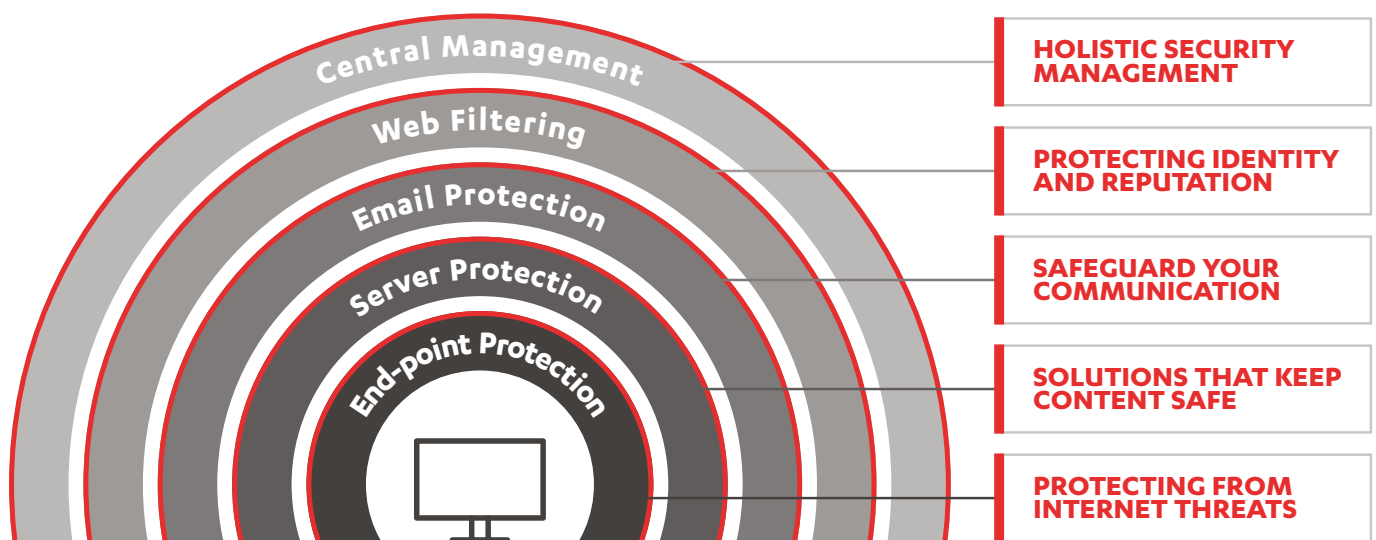 Central Management
Web Filtering
Email Protection
Server Protection
End-point Protection
HOLISTIC SECURITY
MANAGEMENT
PROTECTING IDENTITY
AND REPUTATION
SAFEGUARD YOUR
COMMUNICATION
SOLUTIONS THAT KEEP
CONTENT SAFE
PROTECTING FROM
INTERNET THREATS